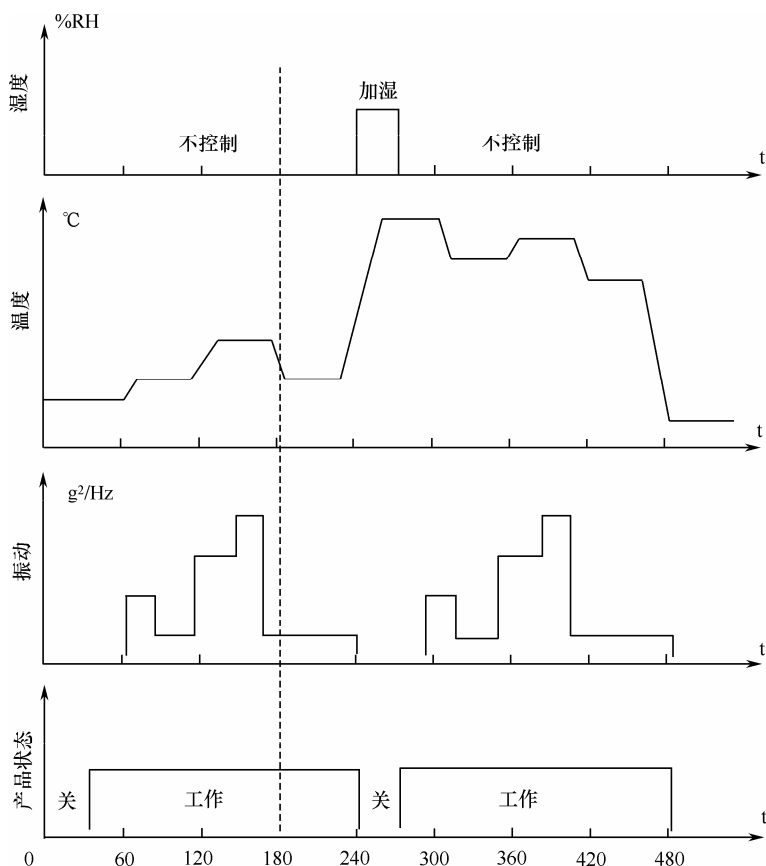 %RH
湿度
加湿
不控制
不控制
t
℃
温度
t
g²/Hz
振动
t
产品状态
关
工作
关
工作
t
0 60 120 180 240 300 360 420 480